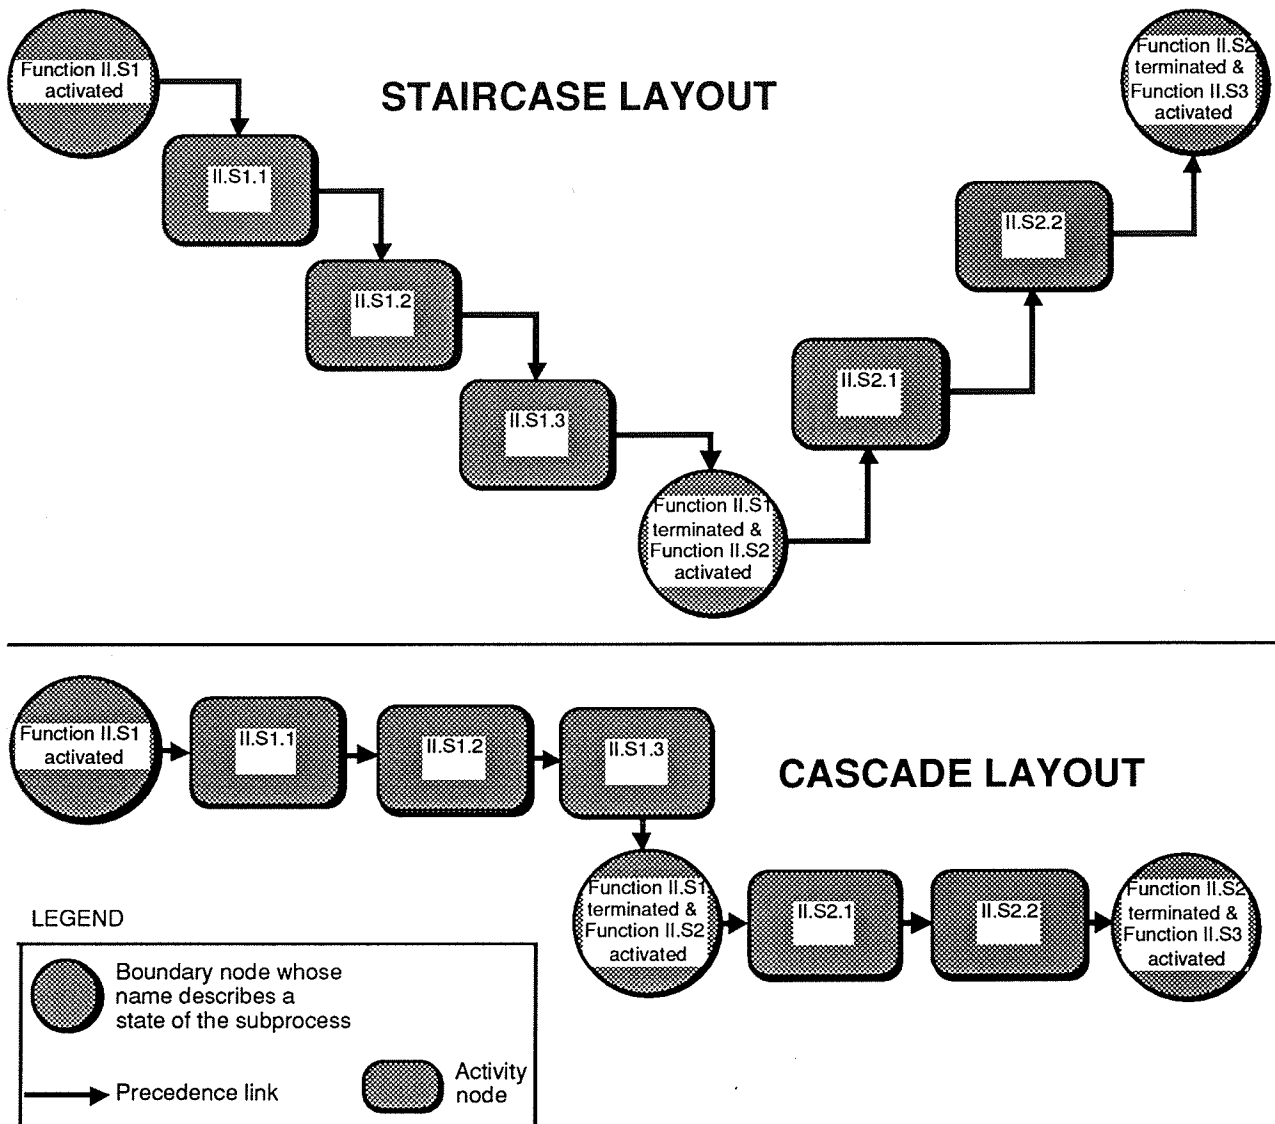 Function II.S1
activated
STAIRCASE LAYOUT
Function II.S2
terminated &
Function II.S3
activated
II.S1.1
II.S2.2
II.S1.2
II.S2.1
II.S1.3
Function II.S1
terminated &
Function II.S2
activated
Function II.S1
activated
II.S1.1
II.S1.2
II.S1.3
CASCADE LAYOUT
Function II.S1
terminated &
Function II.S2
activated
II.S2.1
II.S2.2
Function II.S2
terminated &
Function II.S3
activated
LEGEND
Boundary node whose
name describes a
state of the subprocess
Precedence link
Activity
node